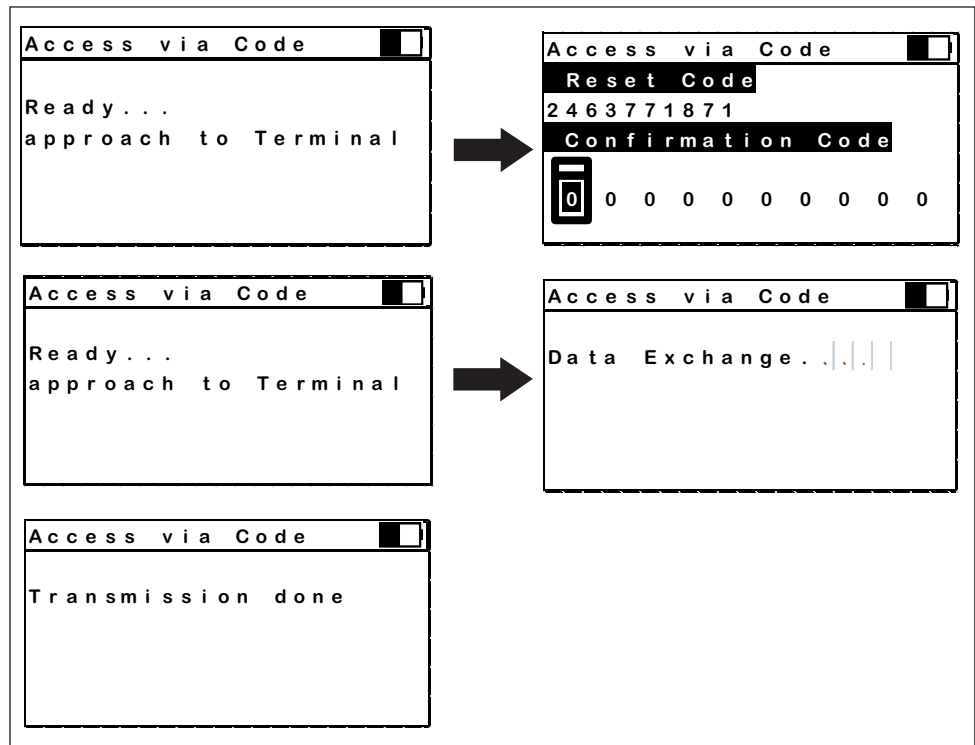 Access via Code
Ready...
approach to Terminal
Access via Code
Reset Code
2463771871
Confirmation Code
0 0 0 0 0 0 0 0 0 0
Access via Code
Ready...
approach to Terminal
Access via Code
Data Exchange....
Access via Code
Transmission done